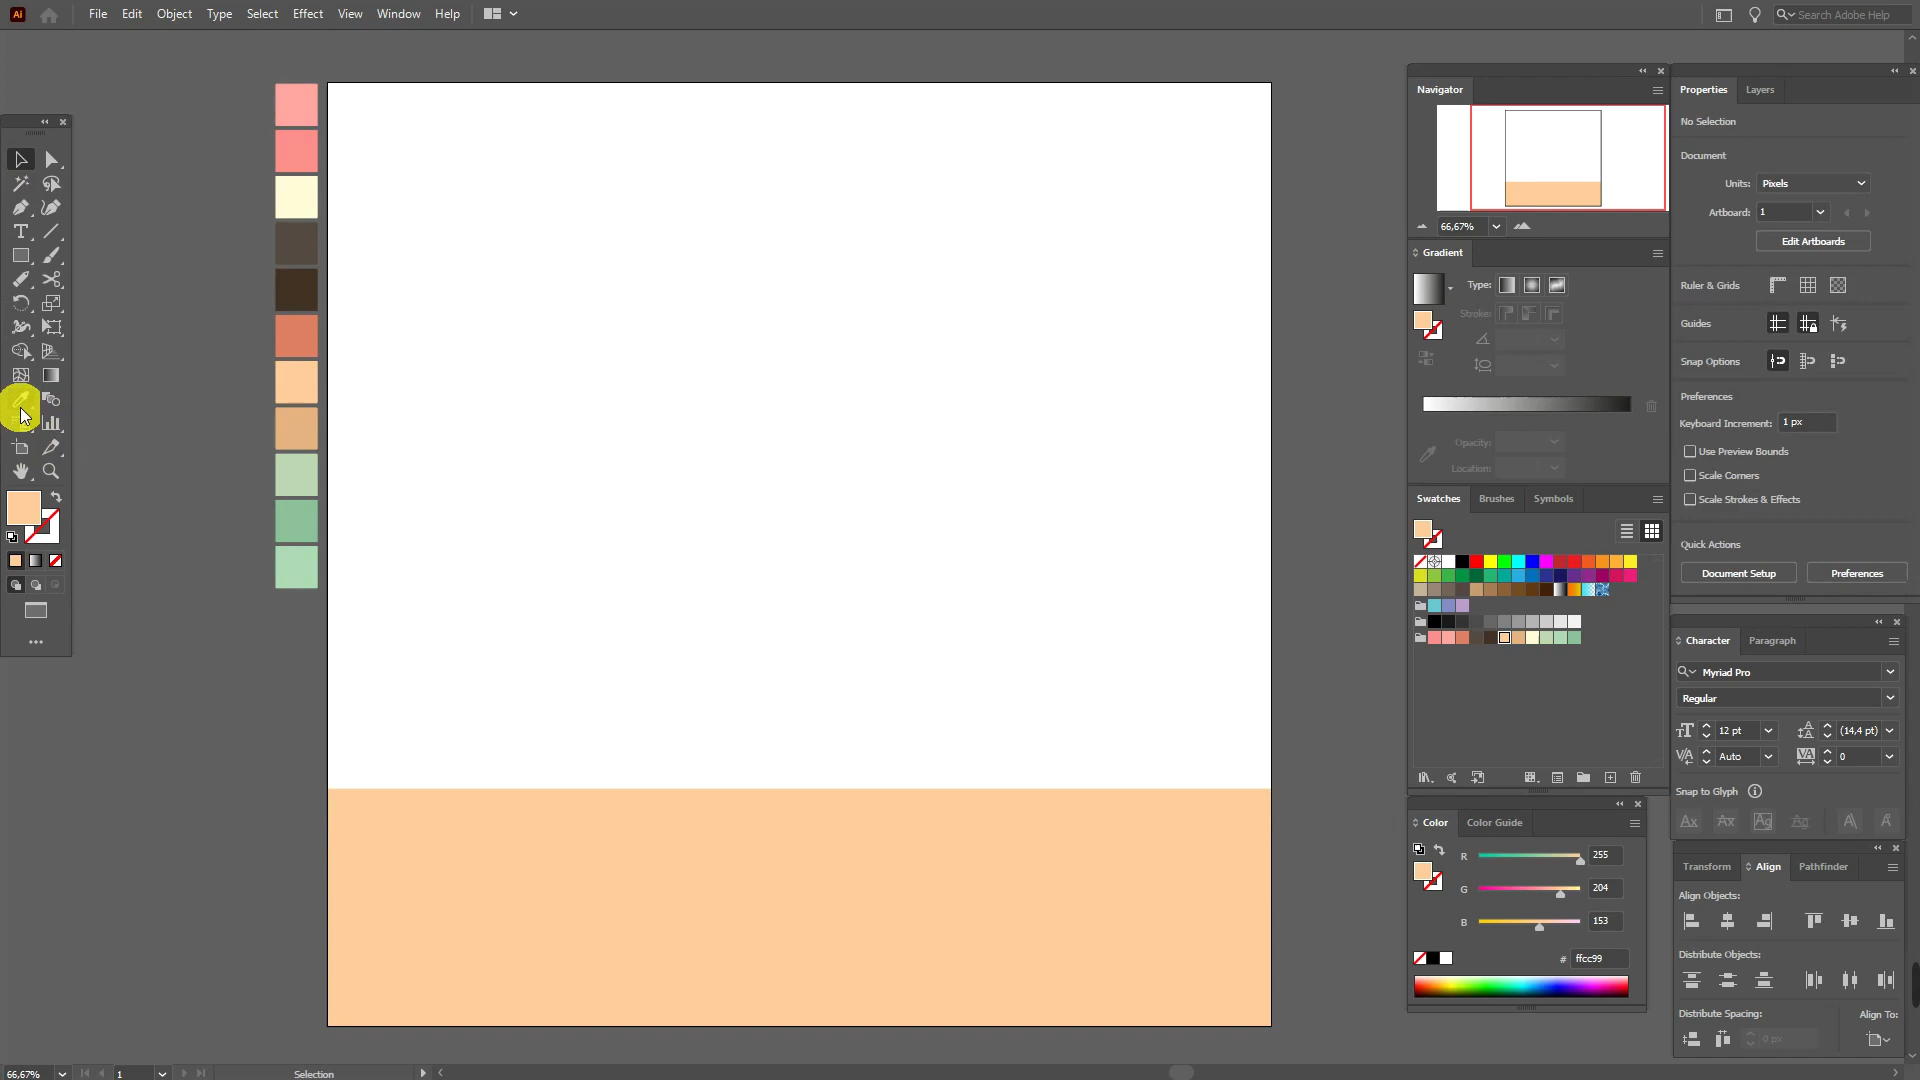 Ai File Edit Object Type Select Effect View Window Help Search Adobe Help
Navigator
66,67%
Gradient
Type:
Stroke:
Opacity:
Location:
Swatches Brushes Symbols
Color Color Guide
R 255
G 204
B 153
# ffcc99
Properties Layers
No Selection
Document
Units: Pixels
Artboard: 1
Edit Artboards
Ruler & Grids
Guides
Snap Options
Preferences
Keyboard Increment: 1 px
Use Preview Bounds
Scale Corners
Scale Strokes & Effects
Quick Actions
Document Setup Preferences
Character Paragraph
Myriad Pro
Regular
12 pt (14,4 pt)
Auto 0
Snap to Glyph
Transform Align Pathfinder
Align Objects:
Distribute Objects:
Distribute Spacing: Align To:
0 px
66,67% 1 Selection